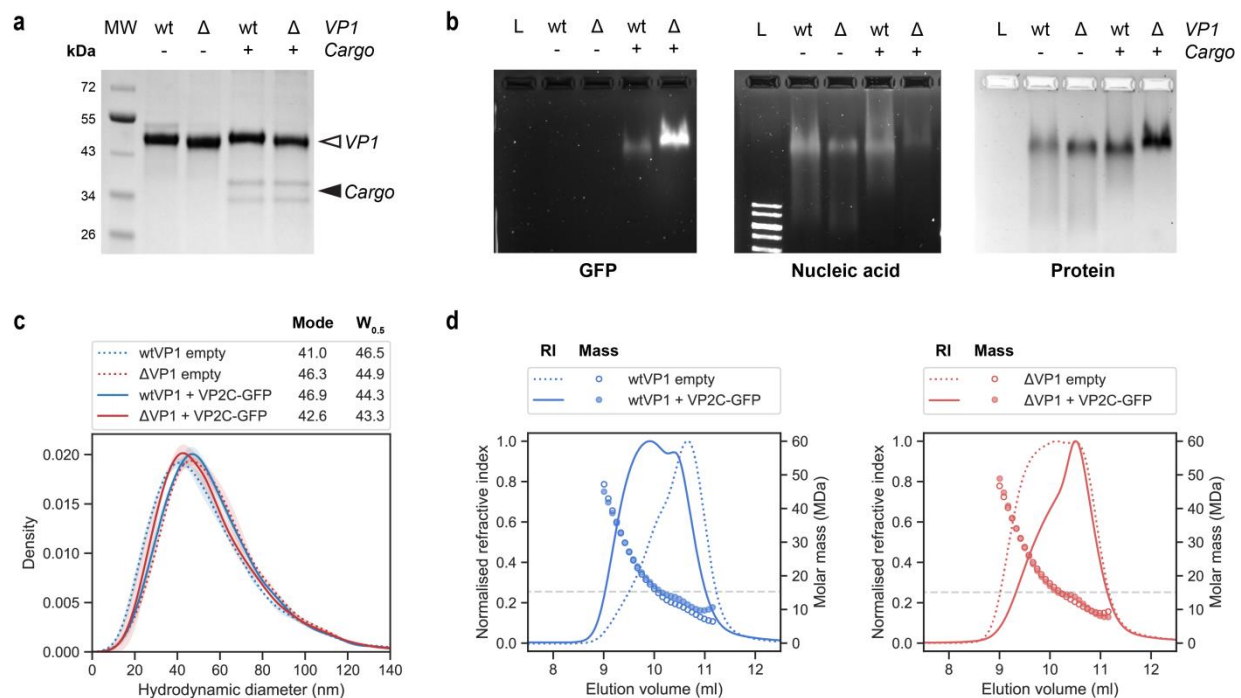 a
MW wt Δ wt Δ VP1
kDa - - + + Cargo
72
55
43
34
26
VP1
Cargo
b
L wt Δ wt Δ
- - + +
L wt Δ wt Δ
- - + +
L wt Δ wt Δ VP1
- - + + Cargo
GFP
Nucleic acid
Protein
c
Mode W0.5
wtVP1 empty 41.0 46.5
ΔVP1 empty 46.3 44.9
wtVP1 + VP2C-GFP 46.9 44.3
ΔVP1 + VP2C-GFP 42.6 43.3
Density
0.020
0.015
0.010
0.005
0.000
0 20 40 60 80 100 120 140
Hydrodynamic diameter (nm)
d
RI Mass
wtVP1 empty
wtVP1 + VP2C-GFP
Normalised refractive index
1.0
0.8
0.6
0.4
0.2
0.0
60
50
40
30
20
10
0
Molar mass (MDa)
8 9 10 11 12
Elution volume (ml)
RI Mass
ΔVP1 empty
ΔVP1 + VP2C-GFP
Normalised refractive index
1.0
0.8
0.6
0.4
0.2
0.0
60
50
40
30
20
10
0
Molar mass (MDa)
8 9 10 11 12
Elution volume (ml)